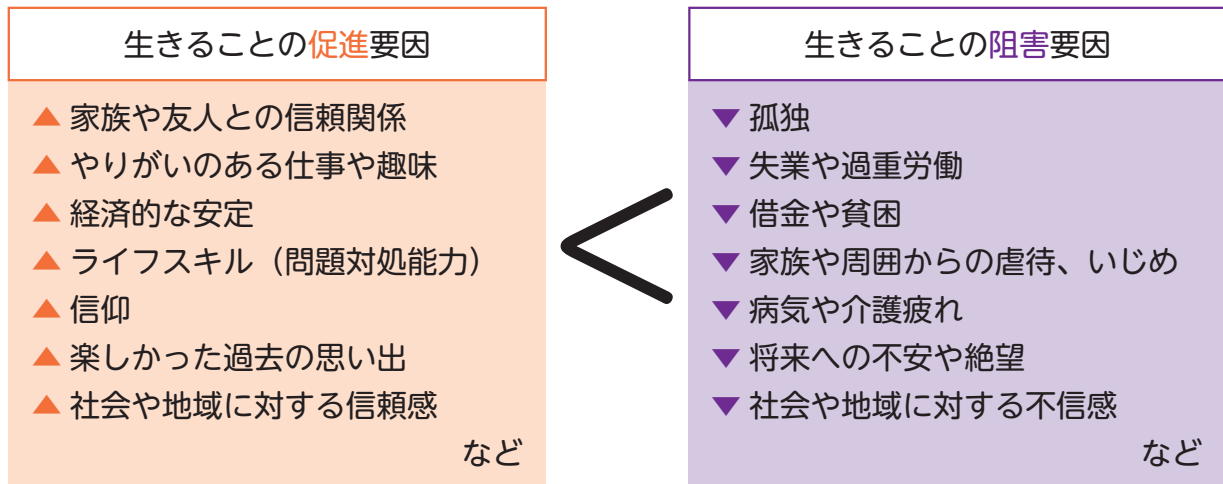 生きることの促進要因
▲ 家族や友人との信頼関係
▲ やりがいのある仕事や趣味
▲ 経済的な安定
▲ ライフスキル（問題対処能力）
▲ 信仰
▲ 楽しかった過去の思い出
▲ 社会や地域に対する信頼感
など
<
生きることの阻害要因
▼ 孤独
▼ 失業や過重労働
▼ 借金や貧困
▼ 家族や周囲からの虐待、いじめ
▼ 病気や介護疲れ
▼ 将来への不安や絶望
▼ 社会や地域に対する不信感
など